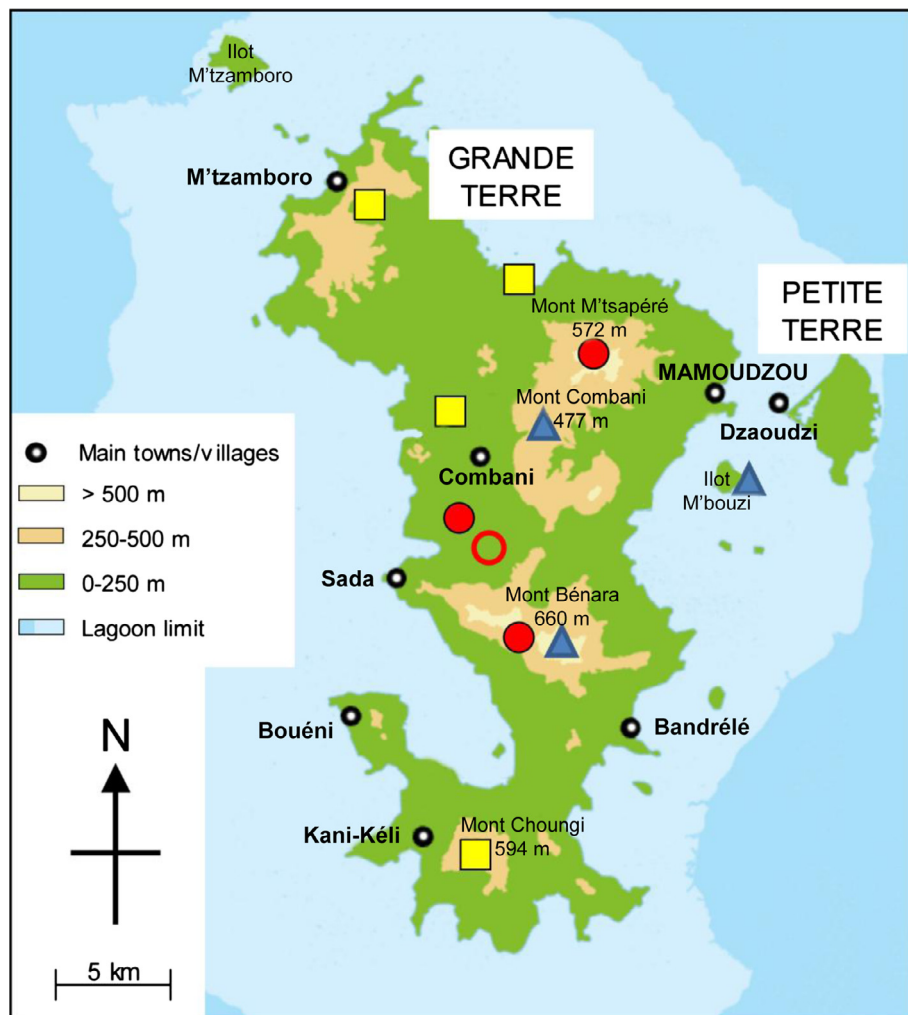 Ilot
M'tzamboro
M'tzamboro
GRANDE
TERRE
PETITE
TERRE
Mont M'tsapéré
572 m
MAMOUDZOU
Dzaoudzi
Mont Combani
477 m
Combani
Ilot
M'bouzi
Main towns/villages
> 500 m
250-500 m
0-250 m
Lagoon limit
Sada
Mont Bénara
660 m
Bouéni
Bandrélé
N
Kani-Kéli
Mont Choungi
594 m
5 km